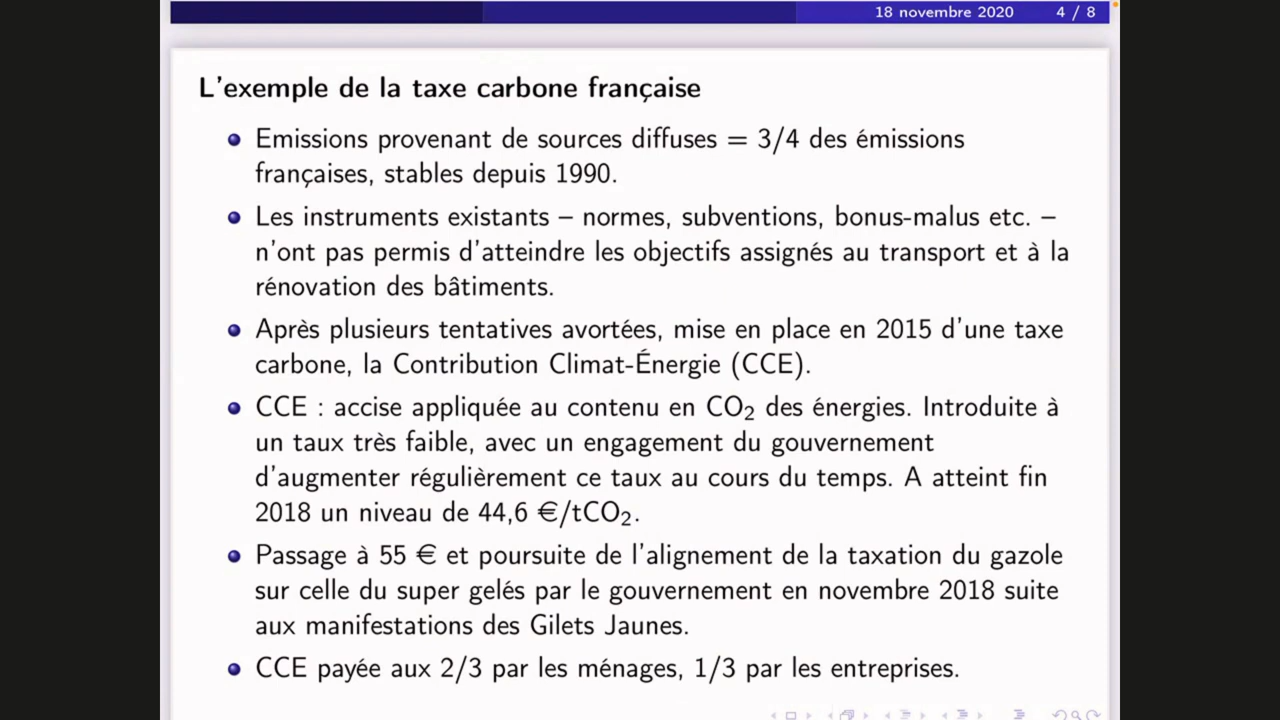 18 novembre 2020 4 / 8
L'exemple de la taxe carbone française
Emissions provenant de sources diffuses = 3/4 des émissions
françaises, stables depuis 1990.
Les instruments existants – normes, subventions, bonus-malus etc. –
n'ont pas permis d'atteindre les objectifs assignés au transport et à la
rénovation des bâtiments.
Après plusieurs tentatives avortées, mise en place en 2015 d'une taxe
carbone, la Contribution Climat-Énergie (CCE).
CCE : accise appliquée au contenu en CO₂ des énergies. Introduite à
un taux très faible, avec un engagement du gouvernement
d'augmenter régulièrement ce taux au cours du temps. A atteint fin
2018 un niveau de 44,6 €/tCO₂.
Passage à 55 € et poursuite de l'alignement de la taxation du gazole
sur celle du super gelés par le gouvernement en novembre 2018 suite
aux manifestations des Gilets Jaunes.
CCE payée aux 2/3 par les ménages, 1/3 par les entreprises.